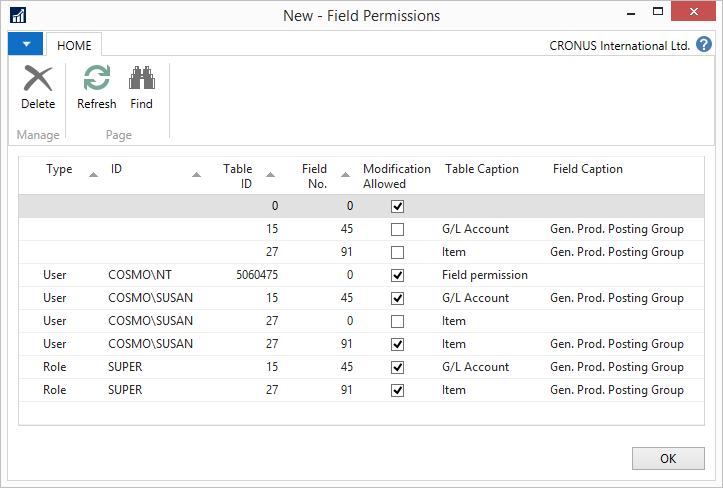 New - Field Permissions
HOME
CRONUS International Ltd.
Delete
Refresh
Find
Manage
Page
Type ID Table ID Field No. Modification Allowed Table Caption Field Caption
0 0
15 45 G/L Account Gen. Prod. Posting Group
27 91 Item Gen. Prod. Posting Group
User COSMO\NT 5060475 0 Field permission
User COSMO\SUSAN 15 45 G/L Account Gen. Prod. Posting Group
User COSMO\SUSAN 27 0 Item
User COSMO\SUSAN 27 91 Item Gen. Prod. Posting Group
Role SUPER 15 45 G/L Account Gen. Prod. Posting Group
Role SUPER 27 91 Item Gen. Prod. Posting Group
OK